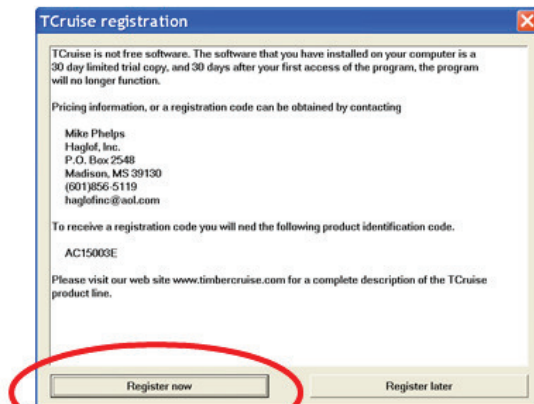 TCruise registration
TCruise is not free software. The software that you have installed on your computer is a
30 day limited trial copy, and 30 days after your first access of the program, the program
will no longer function.
Pricing information, or a registration code can be obtained by contacting
Mike Phelps
Haglof, Inc.
P.O. Box 2548
Madison, MS 39130
(601)856-5119
haglofinc@aol.com
To receive a registration code you will ned the following product identification code.
AC15003E
Please visit our web site www.timbercruise.com for a complete description of the TCruise
product line.
Register now Register later